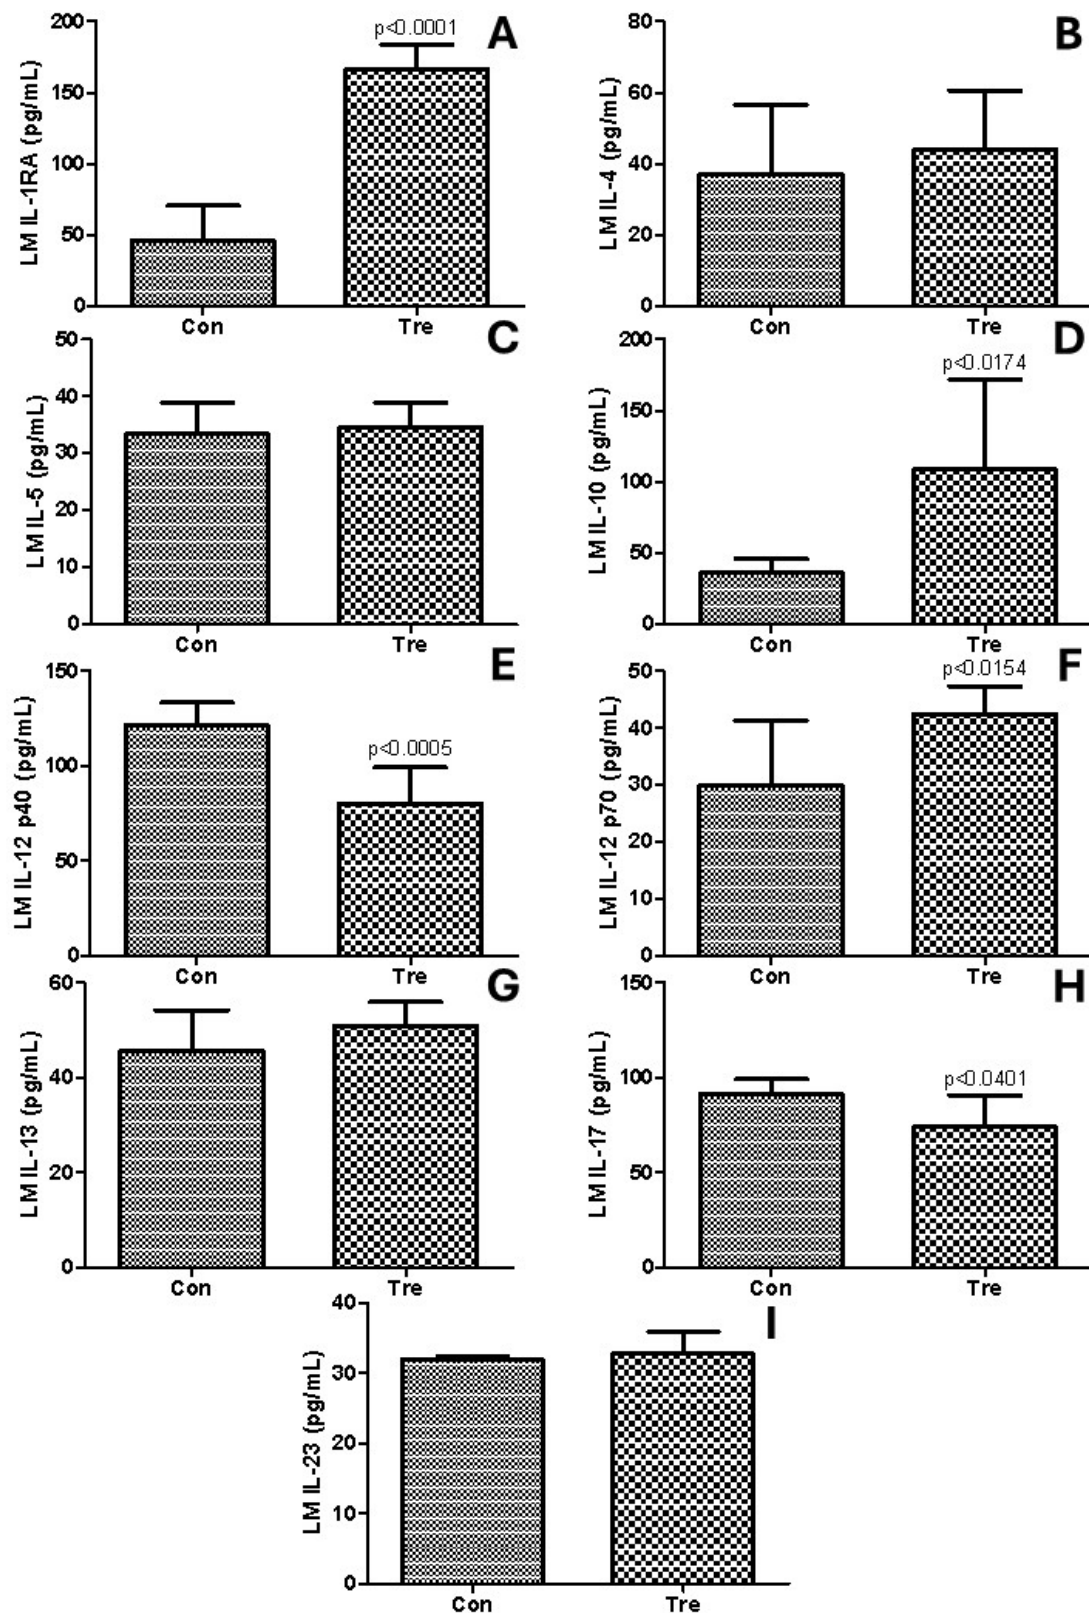 A
LM IL-1RA (pg/mL)
200
150
100
50
0
p<0.0001
Con
Tre
B
LM IL-4 (pg/mL)
80
60
40
20
0
Con
Tre
C
LM IL-5 (pg/mL)
50
40
30
20
10
0
Con
Tre
D
LM IL-10 (pg/mL)
200
150
100
50
0
p<0.0174
Con
Tre
E
LM IL-12 p40 (pg/mL)
150
100
50
0
p<0.0005
Con
Tre
F
LM IL-12 p70 (pg/mL)
50
40
30
20
10
0
p<0.0154
Con
Tre
G
LM IL-13 (pg/mL)
60
40
20
0
Con
Tre
H
LM IL-17 (pg/mL)
150
100
50
0
p<0.0401
Con
Tre
I
LM IL-23 (pg/mL)
40
30
20
10
0
Con
Tre